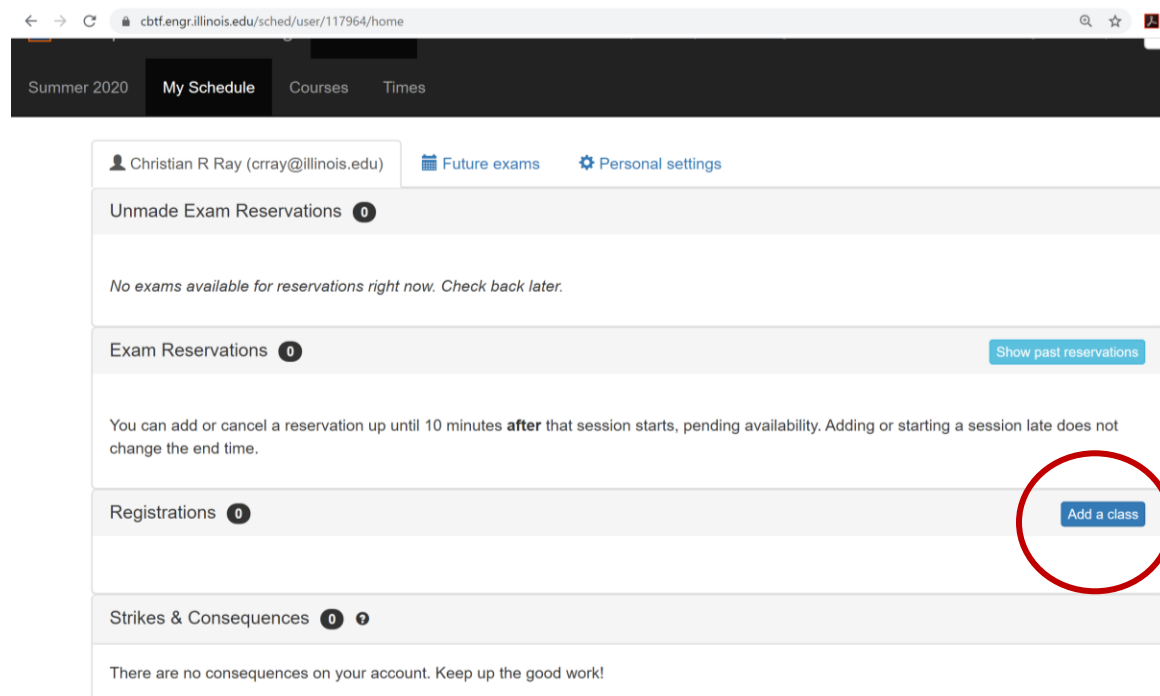 cbtf.engr.illinois.edu/sched/user/117964/home
Summer 2020 My Schedule Courses Times
Christian R Ray (crray@illinois.edu) Future exams Personal settings
Unmade Exam Reservations 0
No exams available for reservations right now. Check back later.
Exam Reservations 0 Show past reservations
You can add or cancel a reservation up until 10 minutes after that session starts, pending availability. Adding or starting a session late does not
change the end time.
Registrations 0 Add a class
Strikes & Consequences 0 ?
There are no consequences on your account. Keep up the good work!